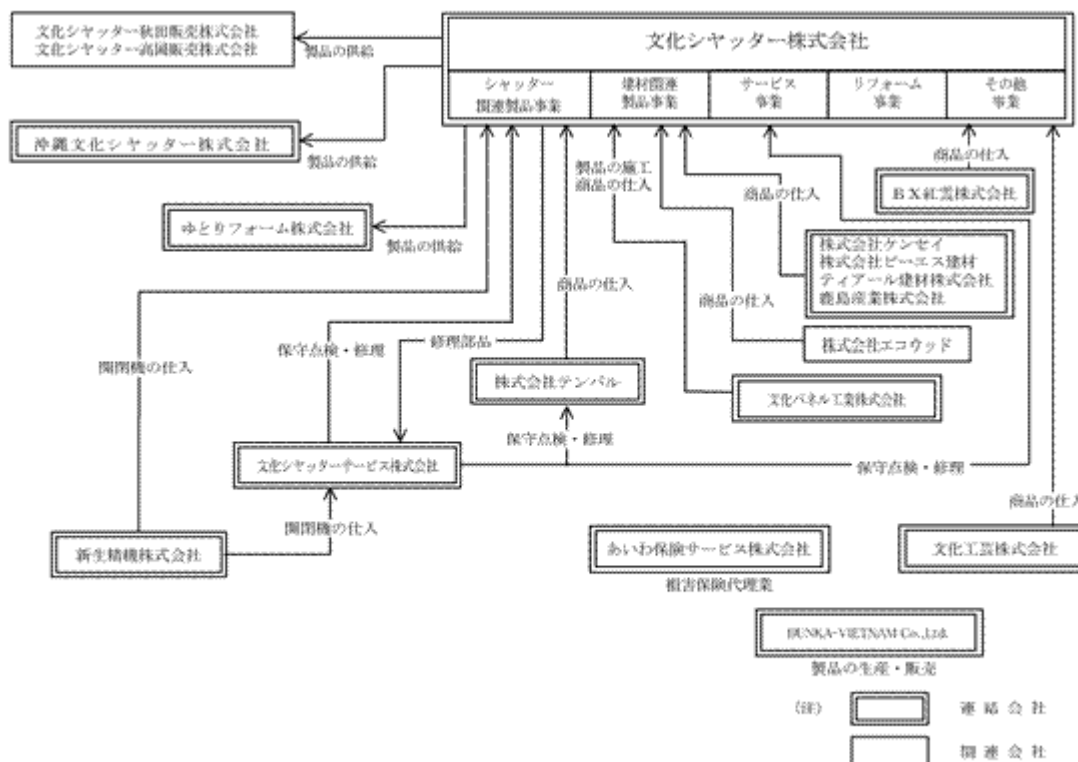 文化シヤッター秋田販売株式会社
文化シヤッター高岡販売株式会社
製品の供給
文化シヤッター株式会社
シャッター
関連製品事業
建材関連
製品事業
サービス
事業
リフォーム
事業
その他
事業
沖縄文化シヤッター株式会社
製品の供給
製品の施工
商品の仕入
商品の仕入
商品の仕入
BX紅雲株式会社
ゆとりフォーム株式会社
製品の供給
株式会社ケンセイ
株式会社ピーエス建材
ティアール建材株式会社
鹿島産業株式会社
商品の仕入
商品の仕入
開閉機の仕入
保守点検・修理
修理部品
株式会社エコウッド
株式会社テンパル
文化パネル工業株式会社
保守点検・修理
文化シヤッターサービス株式会社
保守点検・修理
商品の仕入
開閉機の仕入
新生精機株式会社
あいわ保険サービス株式会社
損害保険代理業
文化工芸株式会社
BUNKA-VIETNAM Co.,Ltd.
製品の生産・販売
(注)
連結会社
関連会社